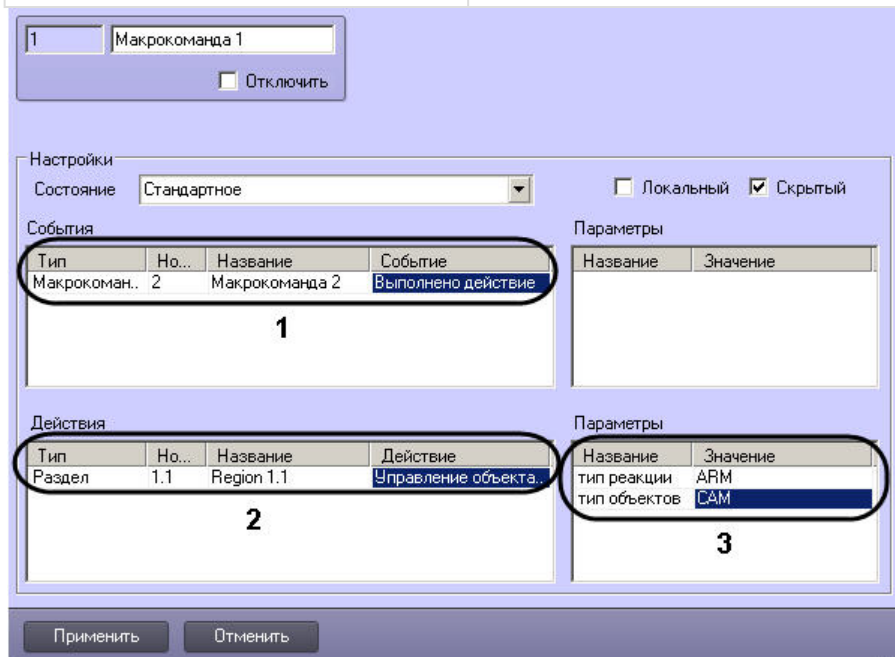 1 Макрокоманда 1
Отключить
Настройки
Состояние Стандартное Локальный Скрытый
События Параметры
Тип Но... Название Событие Название Значение
Макрокоман.. 2 Макрокоманда 2 Выполнено действие
1
Действия Параметры
Тип Но... Название Действие Название Значение
Раздел 1.1 Region 1.1 Управление объекта.. тип реакции ARM
тип объектов CAM
2 3
Применить Отменить